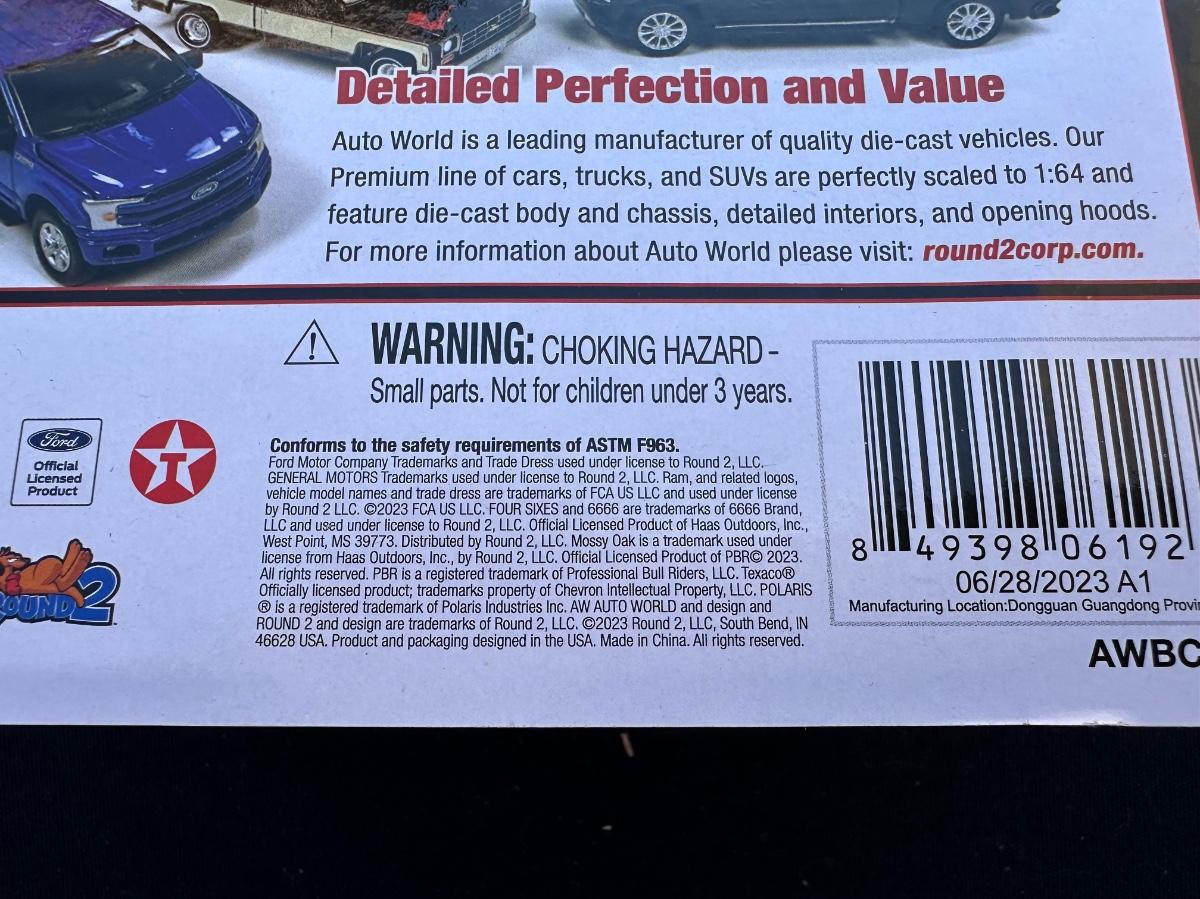 Detailed Perfection and Value
Auto World is a leading manufacturer of quality die-cast vehicles. Our
Premium line of cars, trucks, and SUVs are perfectly scaled to 1:64 and
feature die-cast body and chassis, detailed interiors, and opening hoods.
For more information about Auto World please visit: round2corp.com.
WARNING: CHOKING HAZARD -
Small parts. Not for children under 3 years.
Ford
Official
Licensed
Product
T
ROUND 2
Conforms to the safety requirements of ASTM F963.
Ford Motor Company Trademarks and Trade Dress used under license to Round 2, LLC.
GENERAL MOTORS Trademarks used under license to Round 2, LLC. Ram, and related logos,
vehicle model names and trade dress are trademarks of FCA US LLC and used under license
by Round 2 LLC. ©2023 FCA US LLC. FOUR SIXES and 6666 are trademarks of 6666 Brand,
LLC and used under license to Round 2, LLC. Official Licensed Product of Haas Outdoors, Inc.,
West Point, MS 39773. Distributed by Round 2, LLC. Mossy Oak is a trademark used under
license from Haas Outdoors, Inc., by Round 2, LLC. Official Licensed Product of PBR© 2023.
All rights reserved. PBR is a registered trademark of Professional Bull Riders, LLC. Texaco®
Officially licensed product; trademarks property of Chevron Intellectual Property, LLC. POLARIS
® is a registered trademark of Polaris Industries Inc. AW AUTO WORLD and design and
ROUND 2 and design are trademarks of Round 2, LLC. ©2023 Round 2, LLC, South Bend, IN
46628 USA. Product and packaging designed in the USA. Made in China. All rights reserved.
8 49398 06192
06/28/2023 A1
Manufacturing Location:Dongguan Guangdong Provin
AWBC